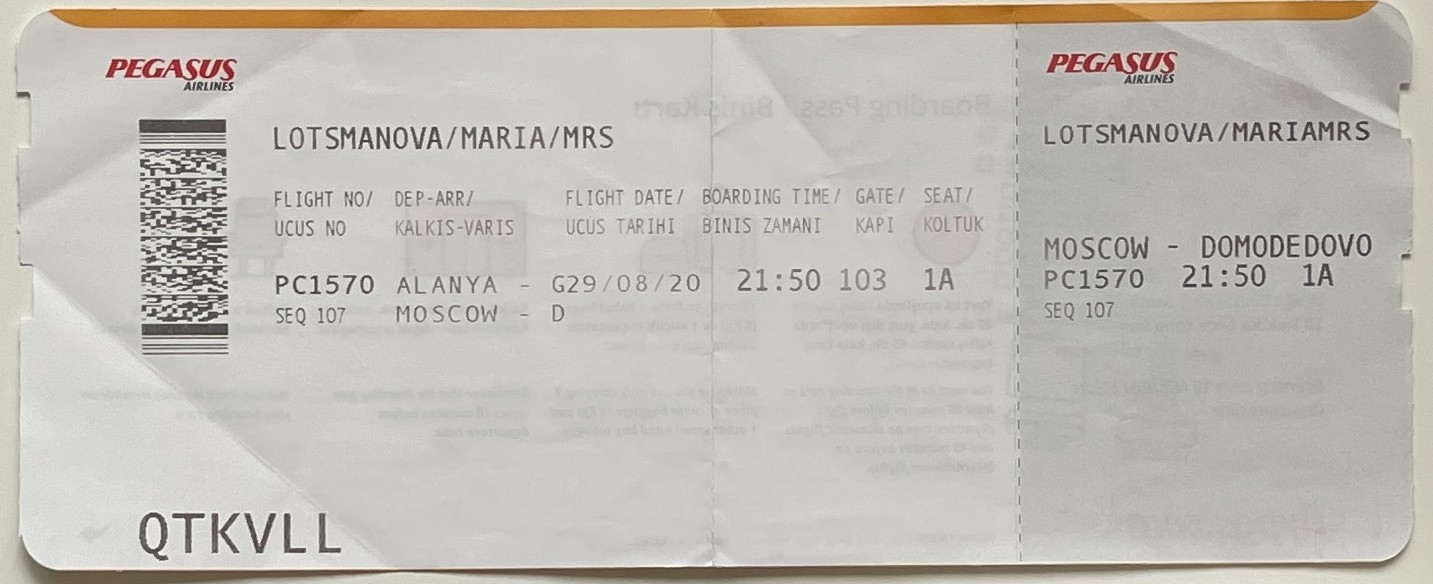 PEGASUS
AIRLINES
LOTSMANOVA/MARIA/MRS
FLIGHT NO/ DEP-ARR/ FLIGHT DATE/ BOARDING TIME/ GATE/ SEAT/
UCUS NO KALKIS-VARIS UCUS TARIHI BINIS ZAMANI KAPI KOLTUK
PC1570 ALANYA - G29/08/20 21:50 103 1A
SEQ 107 MOSCOW - D
QTKVLL
PEGASUS
AIRLINES
LOTSMANOVA/MARIAMRS
MOSCOW - DOMODEDOVO
PC1570 21:50 1A
SEQ 107